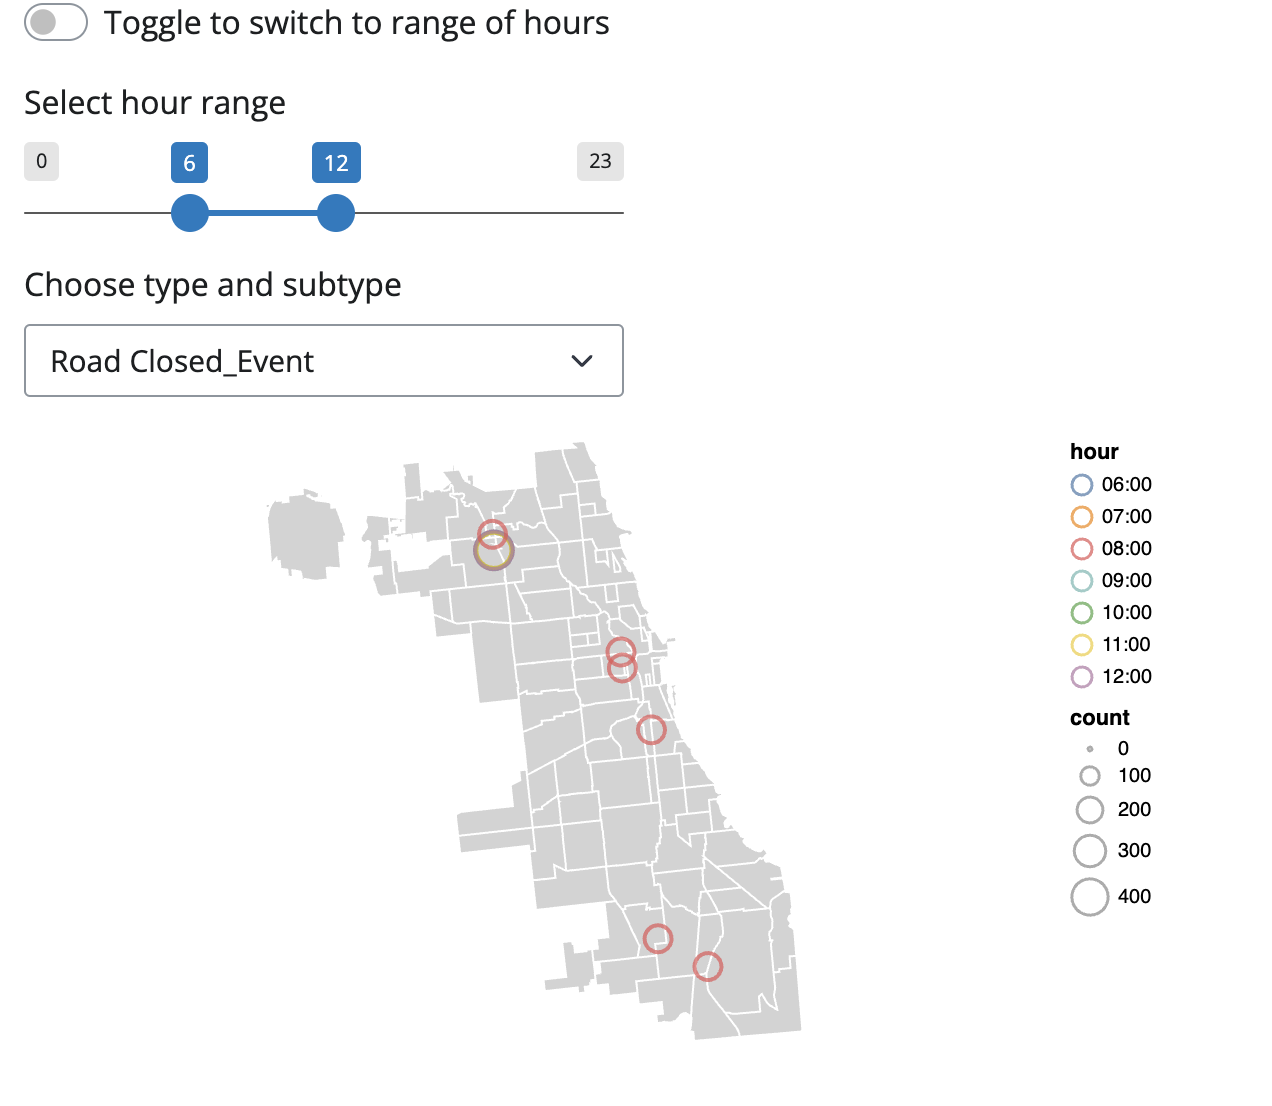 Toggle to switch to range of hours
Select hour range
0 6 12 23
Choose type and subtype
Road Closed_Event
hour
06:00
07:00
08:00
09:00
10:00
11:00
12:00
count
0
100
200
300
400